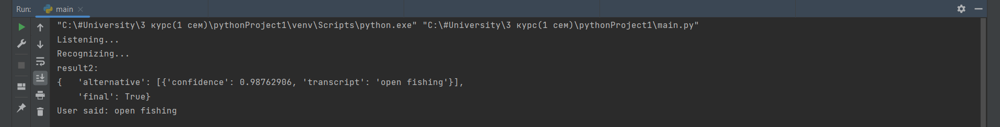 Run: main
"C:\#University\3 курс(1 сем)\pythonProject1\venv\Scripts\python.exe" "C:\#University\3 курс(1 сем)\pythonProject1\main.py"
Listening...
Recognizing...
result2:
{   'alternative': [{'confidence': 0.98762906, 'transcript': 'open fishing'}],
    'final': True}
User said: open fishing